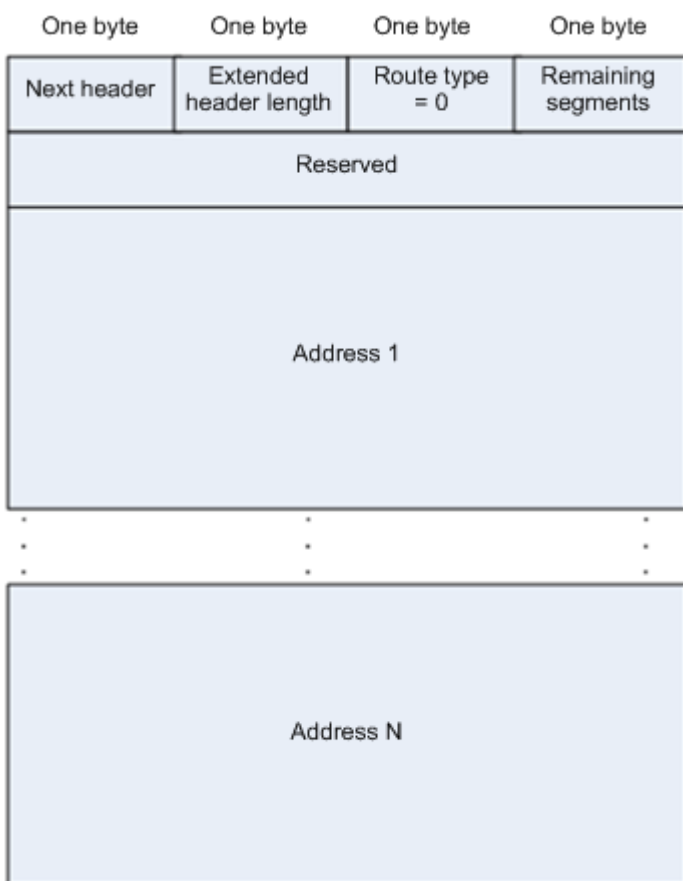 One byte One byte One byte One byte
Next header
Extended
header length
Route type
= 0
Remaining
segments
Reserved
Address 1
Address N